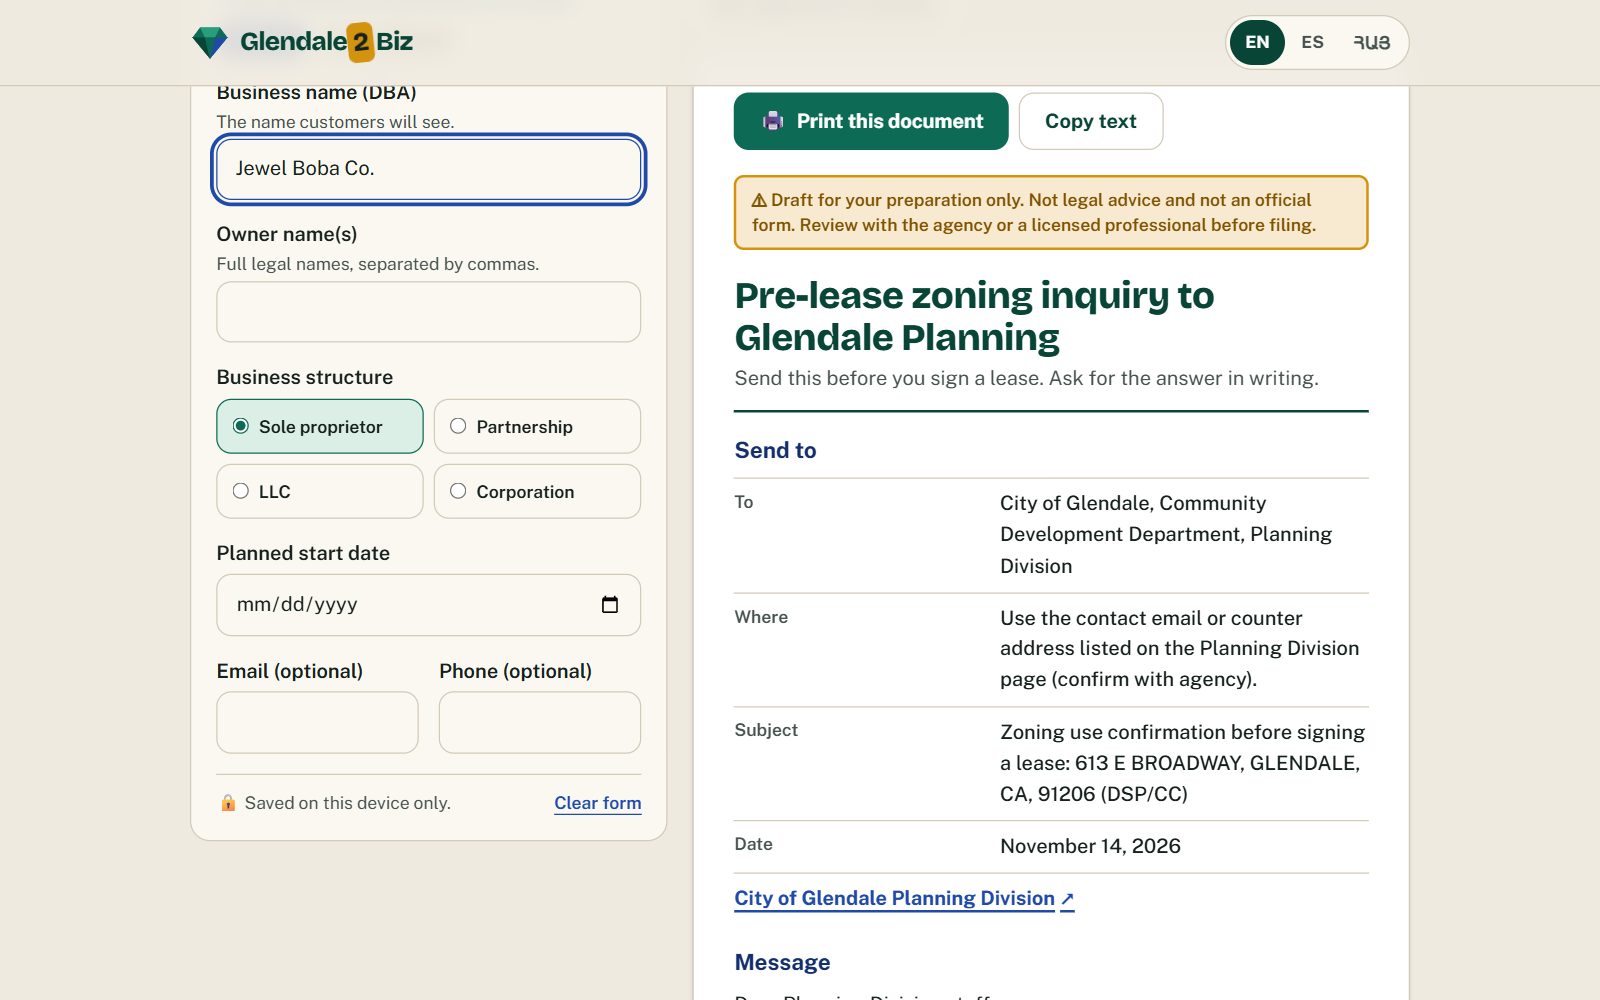 Glendale 2 Biz
EN ES ՀԱՅ
Business name (DBA)
The name customers will see.
Jewel Boba Co.
Owner name(s)
Full legal names, separated by commas.
Business structure
Sole proprietor
Partnership
LLC
Corporation
Planned start date
mm/dd/yyyy
Email (optional)
Phone (optional)
Saved on this device only.
Clear form
Print this document
Copy text
⚠ Draft for your preparation only. Not legal advice and not an official
form. Review with the agency or a licensed professional before filing.
Pre-lease zoning inquiry to
Glendale Planning
Send this before you sign a lease. Ask for the answer in writing.
Send to
To
City of Glendale, Community
Development Department, Planning
Division
Where
Use the contact email or counter
address listed on the Planning Division
page (confirm with agency).
Subject
Zoning use confirmation before signing
a lease: 613 E BROADWAY, GLENDALE,
CA, 91206 (DSP/CC)
Date
November 14, 2026
City of Glendale Planning Division ↗
Message